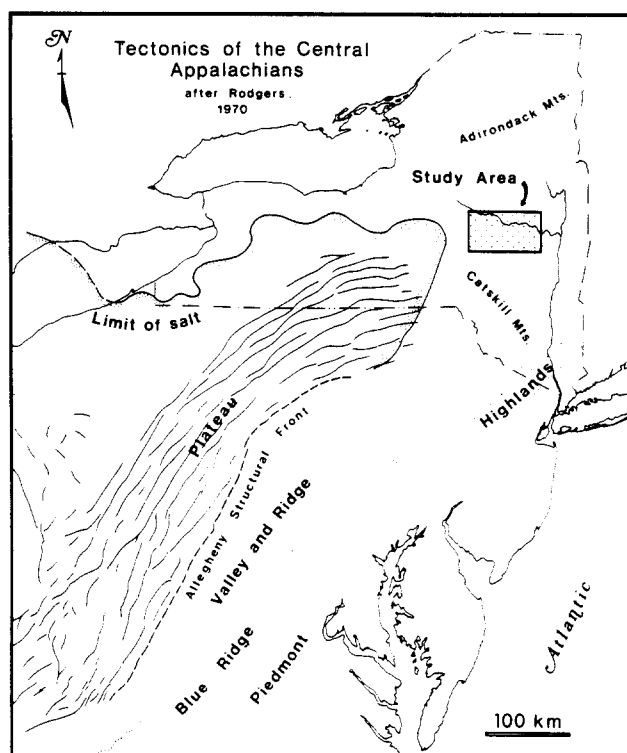 N
Tectonics of the Central
Appalachians
after Rodgers.
1970
Adirondack Mts.
Study Area
Catskill Mts.
Limit of salt
Highlands
Plateau
Allegheny Structural Front
Valley and Ridge
Blue Ridge
Piedmont
Atlantic
100 km